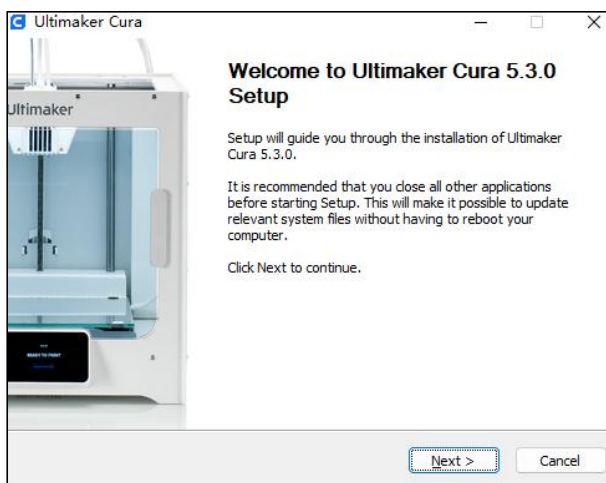 Ultimaker Cura
Ultimaker
Welcome to Ultimaker Cura 5.3.0
Setup
Setup will guide you through the installation of Ultimaker
Cura 5.3.0.
It is recommended that you close all other applications
before starting Setup. This will make it possible to update
relevant system files without having to reboot your
computer.
Click Next to continue.
READY TO PRINT
Next >
Cancel